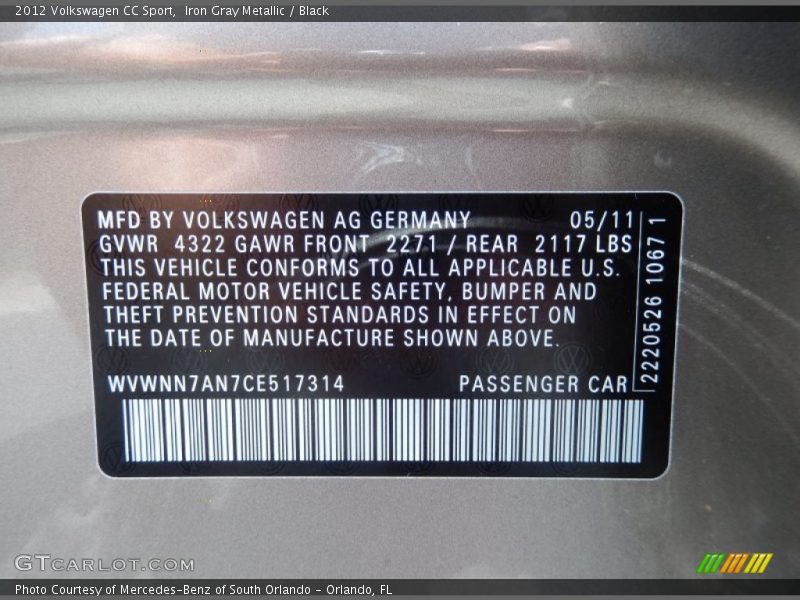 2012 Volkswagen CC Sport, Iron Gray Metallic / Black
MFD BY VOLKSWAGEN AG GERMANY 05/11
GVWR 4322 GAWR FRONT 2271 / REAR 2117 LBS
THIS VEHICLE CONFORMS TO ALL APPLICABLE U.S.
FEDERAL MOTOR VEHICLE SAFETY, BUMPER AND
THEFT PREVENTION STANDARDS IN EFFECT ON
THE DATE OF MANUFACTURE SHOWN ABOVE.
WVWNN7AN7CE517314 PASSENGER CAR
2220526 1067 1
GTCARLOT.COM
Photo Courtesy of Mercedes-Benz of South Orlando - Orlando, FL